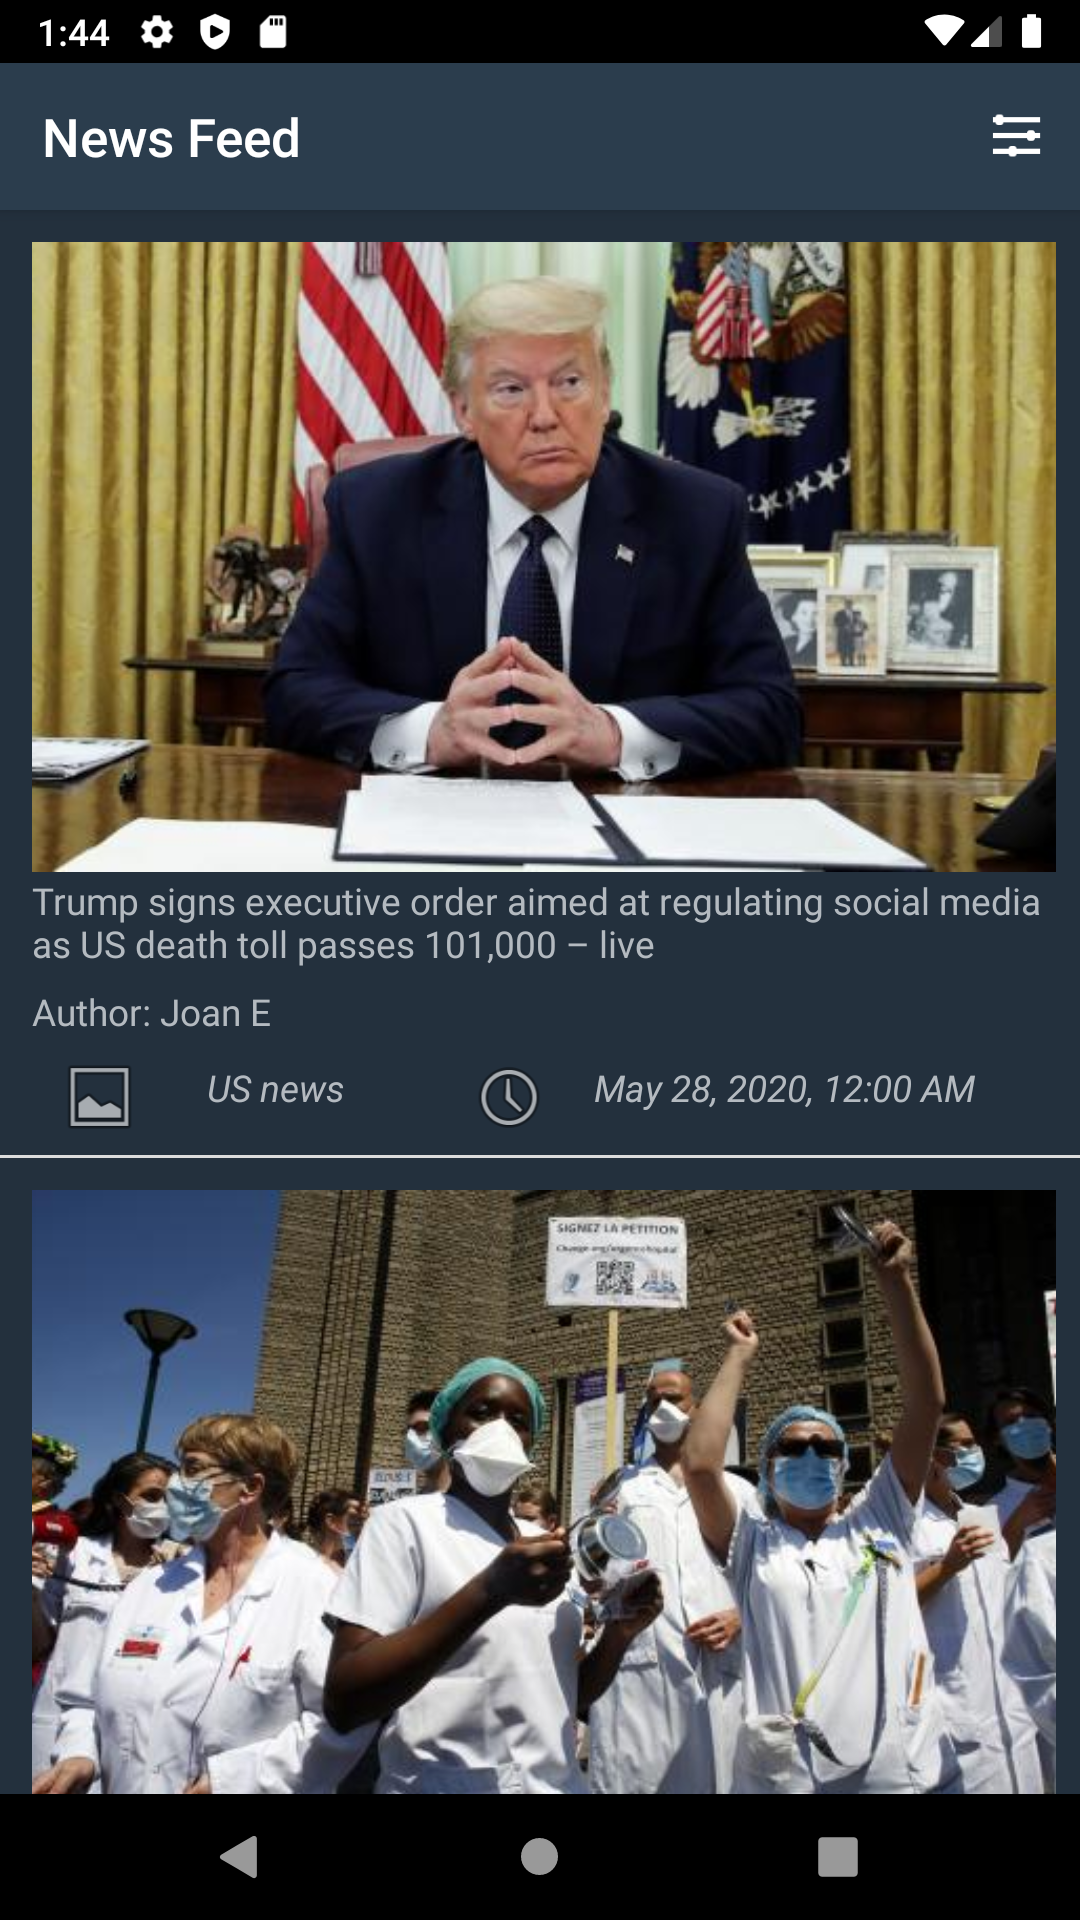 1:44
News Feed
Trump signs executive order aimed at regulating social media
as US death toll passes 101,000 – live
Author: Joan E
US news
May 28, 2020, 12:00 AM
SIGNEZ LA PETITION